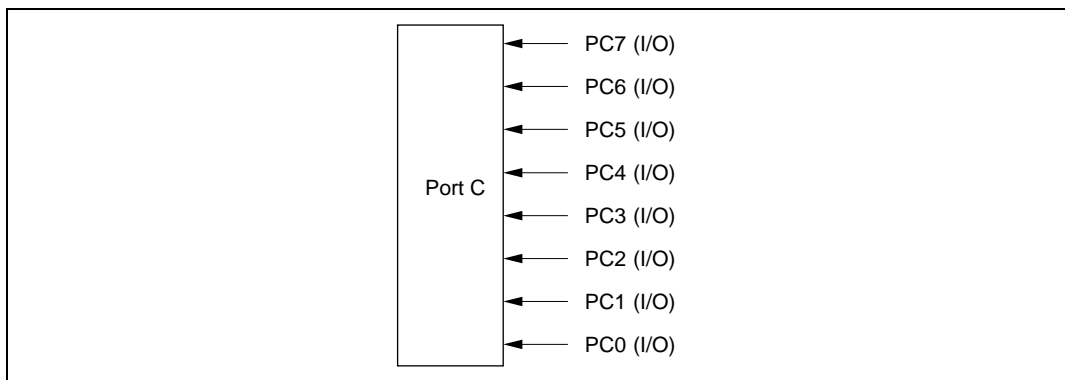 Port C
PC7 (I/O)
PC6 (I/O)
PC5 (I/O)
PC4 (I/O)
PC3 (I/O)
PC2 (I/O)
PC1 (I/O)
PC0 (I/O)